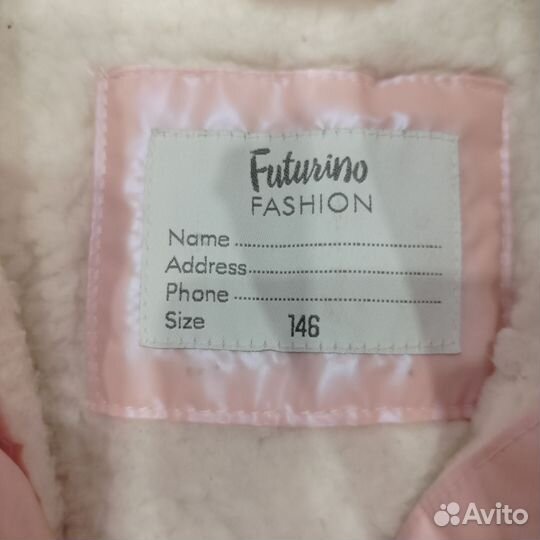 Futurino
FASHION
Name
Address
Phone
Size 146
Avito